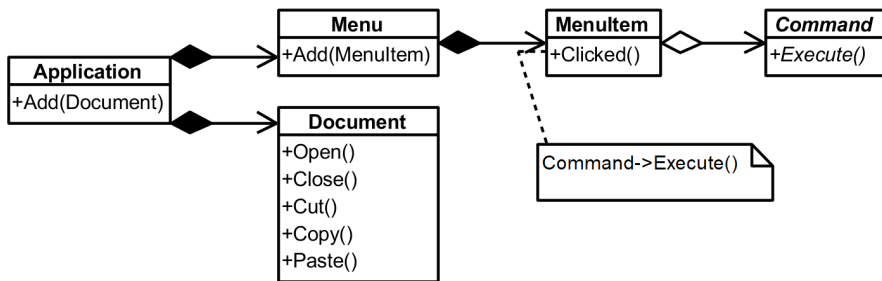 Application
+Add(Document)
Menu
+Add(MenuItem)
MenuItem
+Clicked()
Command
+Execute()
Document
+Open()
+Close()
+Cut()
+Copy()
+Paste()
Command->Execute()